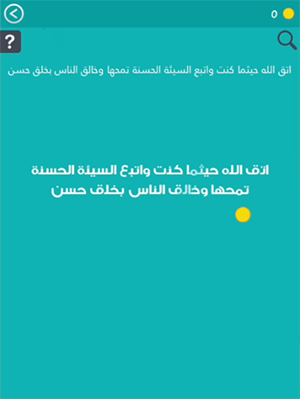 0
?
اتق الله حيثما كنت واتبع السيئة الحسنة تمحها وخالق الناس بخلق حسن
اتق الله حيثما كنت واتبع السيئة الحسنة
تمحها وخالق الناس بخلق حسن